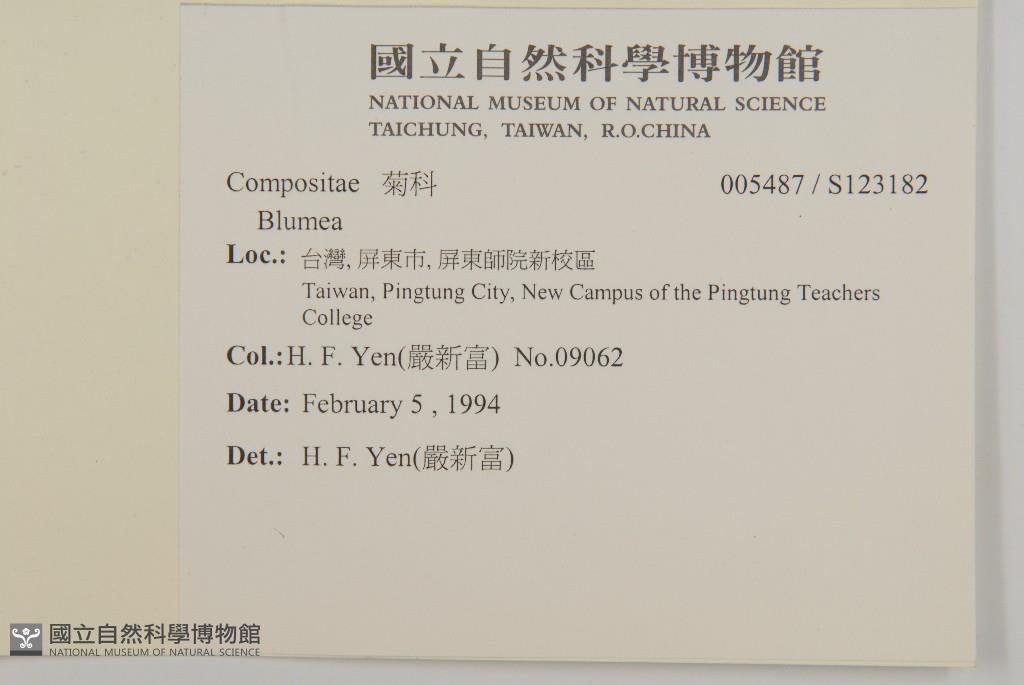 國立自然科學博物館
NATIONAL MUSEUM OF NATURAL SCIENCE
TAICHUNG, TAIWAN, R.O.CHINA
Compositae 菊科 005487 / S123182
Blumea
Loc.: 台灣, 屏東市, 屏東師院新校區
Taiwan, Pingtung City, New Campus of the Pingtung Teachers
College
Col.: H. F. Yen(嚴新富) No.09062
Date: February 5 , 1994
Det.: H. F. Yen(嚴新富)
國立自然科學博物館
NATIONAL MUSEUM OF NATURAL SCIENCE